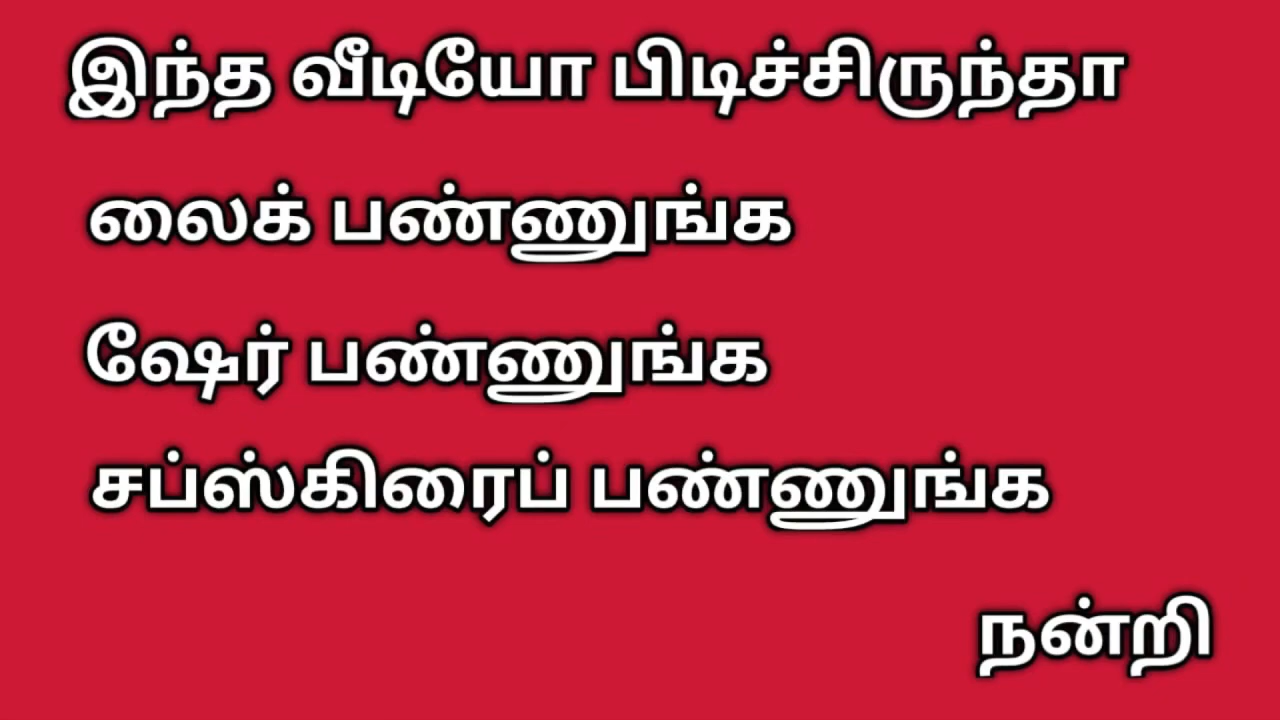 இந்த வீடியோ பிடிச்சிருந்தா
லைக் பண்ணுங்க
ஷேர் பண்ணுங்க
சப்ஸ்கிரைப் பண்ணுங்க
நன்றி